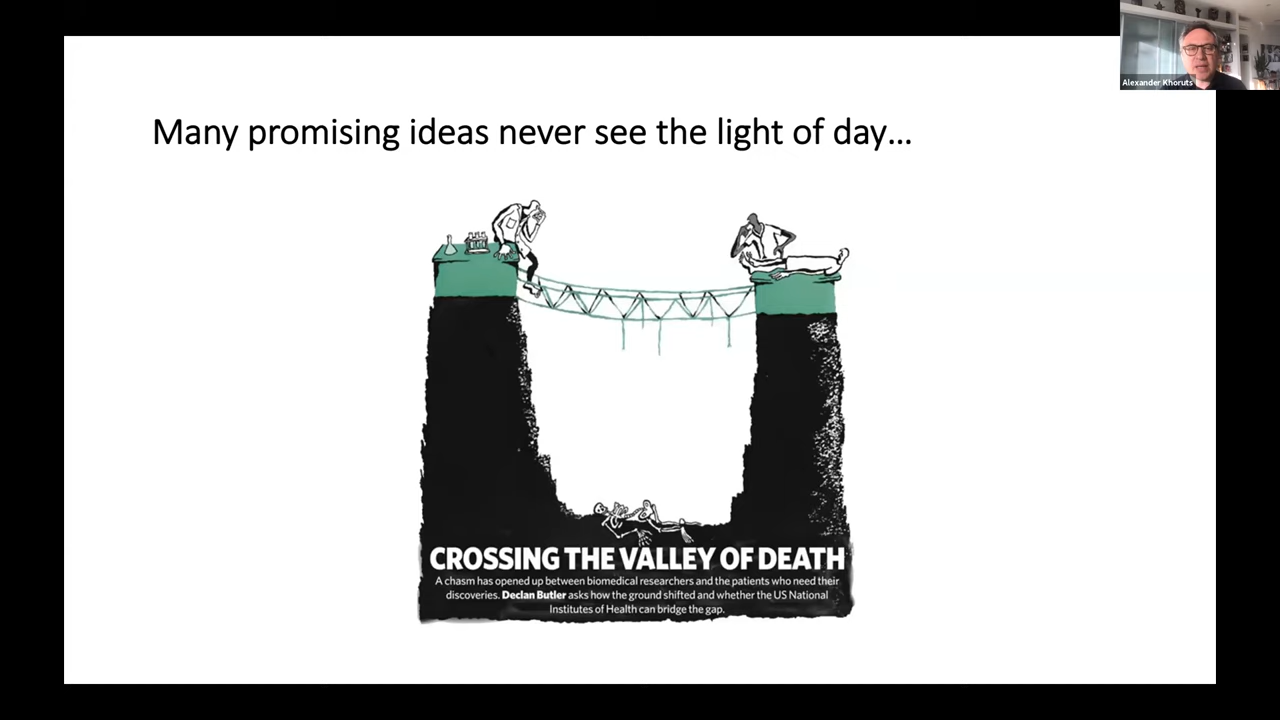 Alexander Khoruts
Many promising ideas never see the light of day...
CROSSING THE VALLEY OF DEATH
A chasm has opened up between biomedical researchers and the patients who need their
discoveries. Declan Butler asks how the ground shifted and whether the US National
Institutes of Health can bridge the gap.